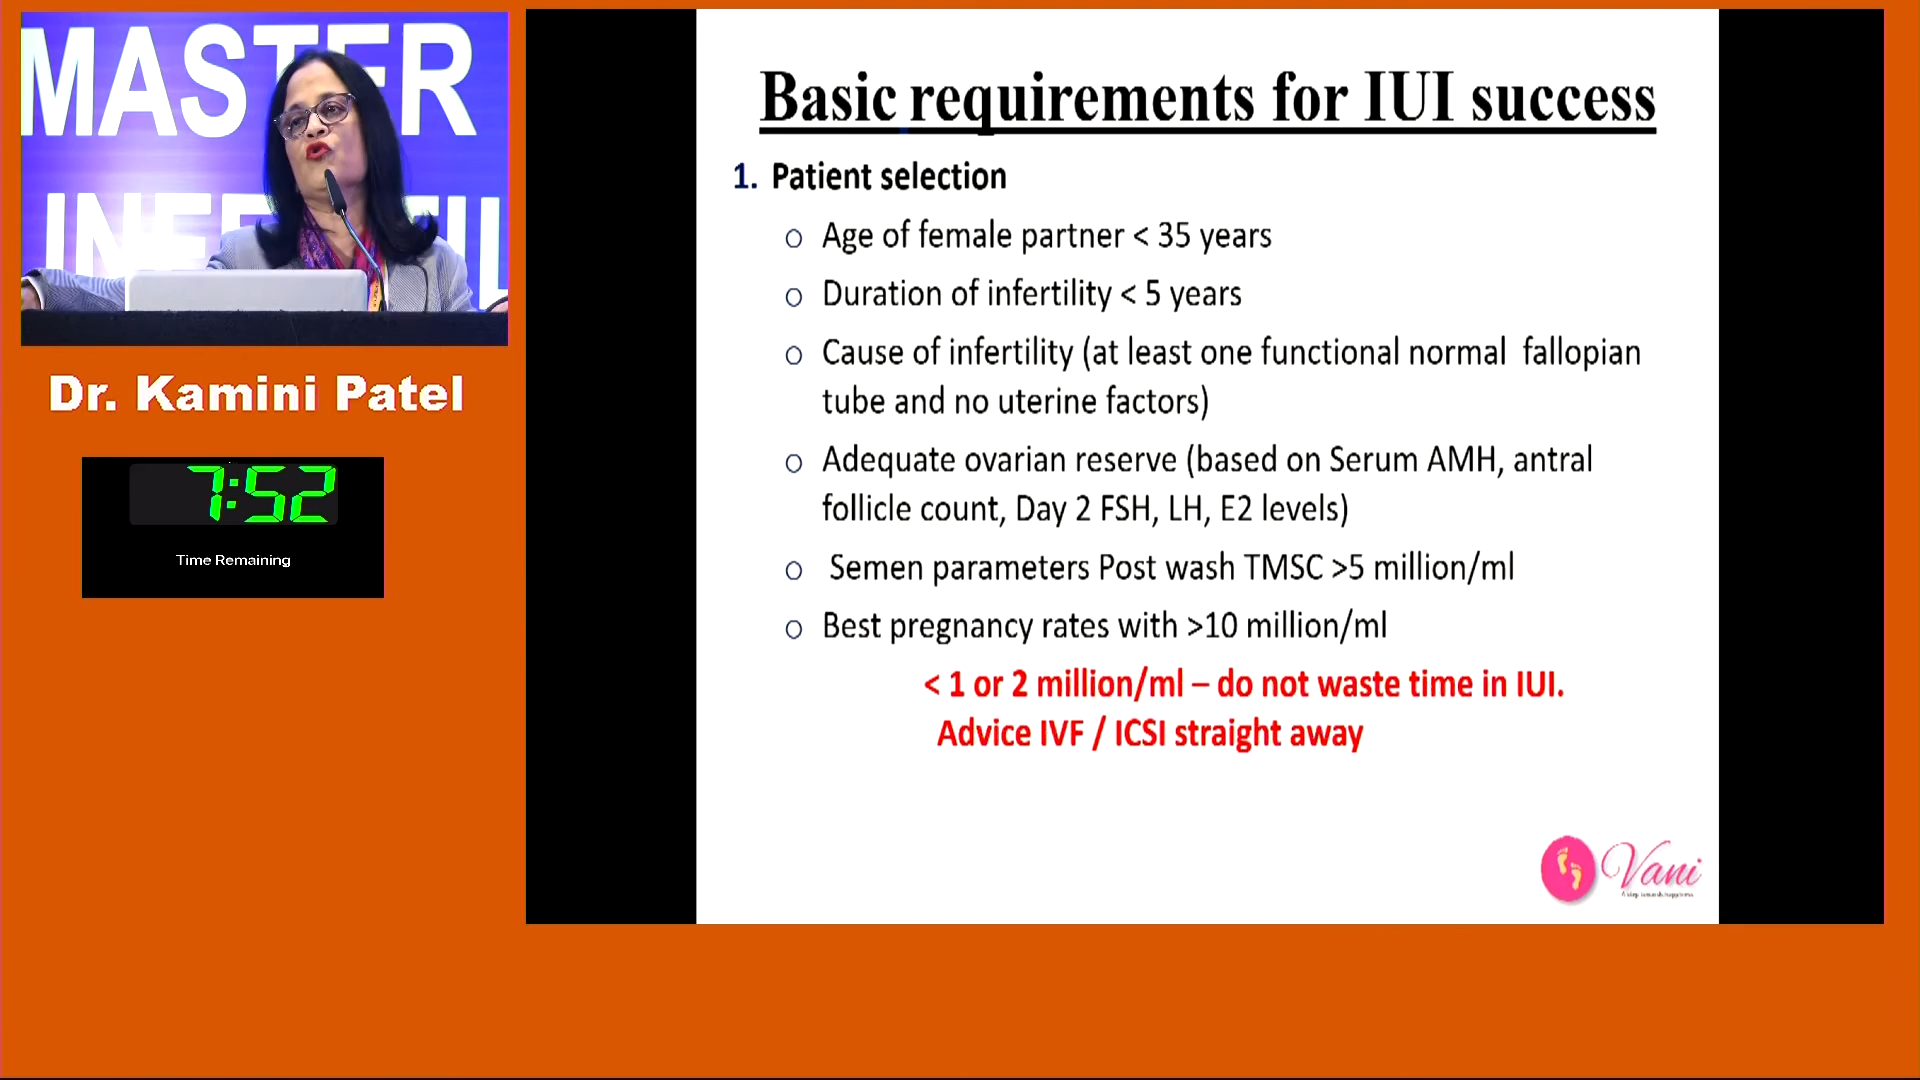 MASTER
Dr. Kamini Patel
7:52
Time Remaining
Basic requirements for IUI success
1. Patient selection
o Age of female partner < 35 years
o Duration of infertility < 5 years
o Cause of infertility (at least one functional normal fallopian
tube and no uterine factors)
o Adequate ovarian reserve (based on Serum AMH, antral
follicle count, Day 2 FSH, LH, E2 levels)
o Semen parameters Post wash TMSC >5 million/ml
o Best pregnancy rates with >10 million/ml
< 1 or 2 million/ml – do not waste time in IUI.
Advice IVF / ICSI straight away
Vani